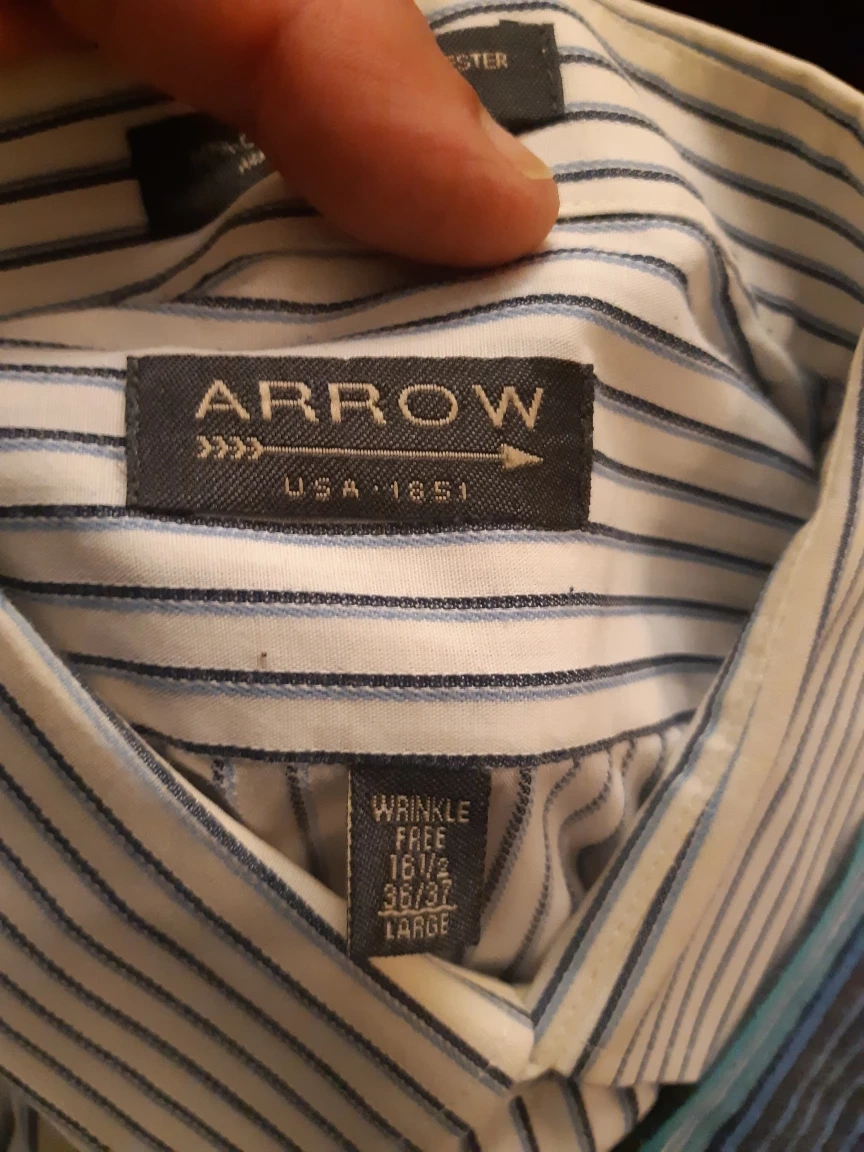 ARROW
USA · 1851
WRINKLE
FREE
16 1/2
36/37
LARGE